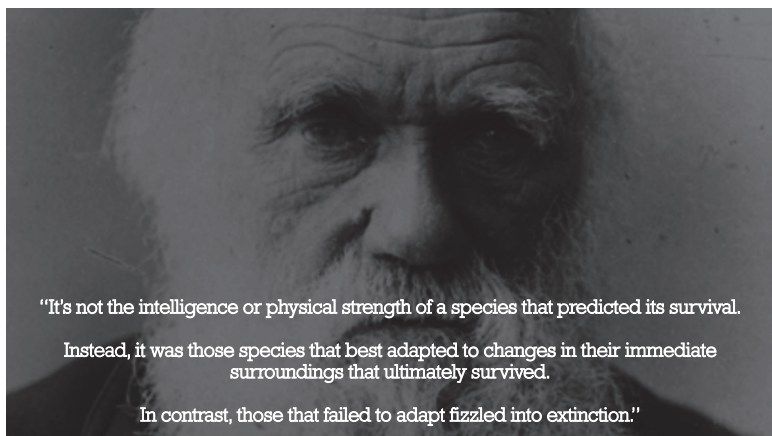 “It’s not the intelligence or physical strength of a species that predicted its survival.
Instead, it was those species that best adapted to changes in their immediate
surroundings that ultimately survived.
In contrast, those that failed to adapt fizzled into extinction.”